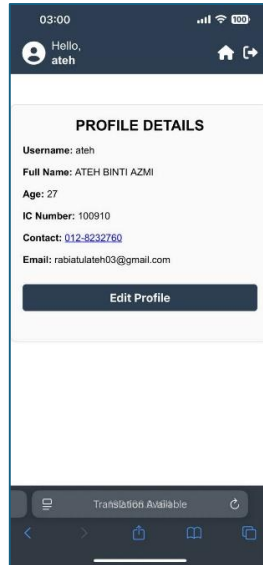 03:00
100
Hello,
ateh
PROFILE DETAILS
Username: ateh
Full Name: ATEH BINTI AZMI
Age: 27
IC Number: 100910
Contact: 012-8232760
Email: rabiatulateh03@gmail.com
Edit Profile
Translation Available